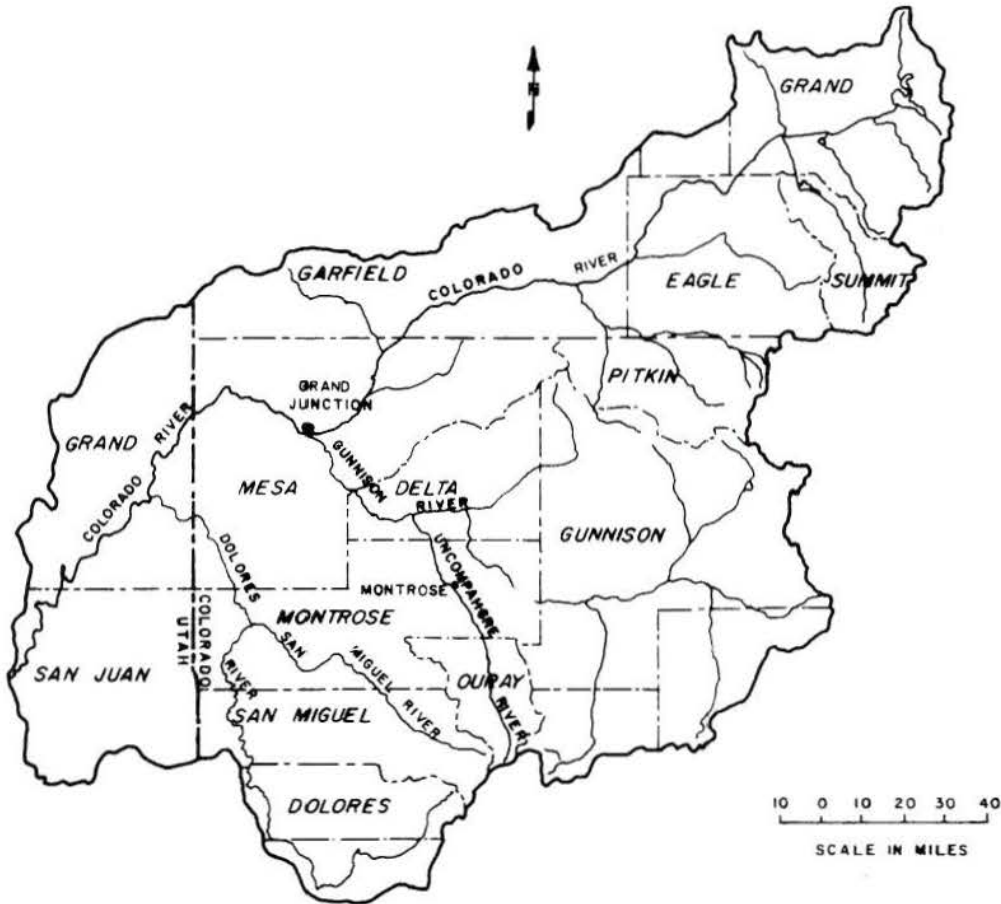 N
GRAND
GARFIELD
COLORADO RIVER
EAGLE
SUMMIT
PITKIN
GRAND
JUNCTION
GRAND
COLORADO RIVER
GUNNISON RIVER
MESA
DELTA
GUNNISON
DOLORES RIVER
UNCOMPAHGRE RIVER
MONTROSE
MONTROSE
COLORADO
UTAH
SAN MIGUEL RIVER
SAN JUAN
OURAY
SAN MIGUEL
DOLORES
10 0 10 20 30 40
SCALE IN MILES